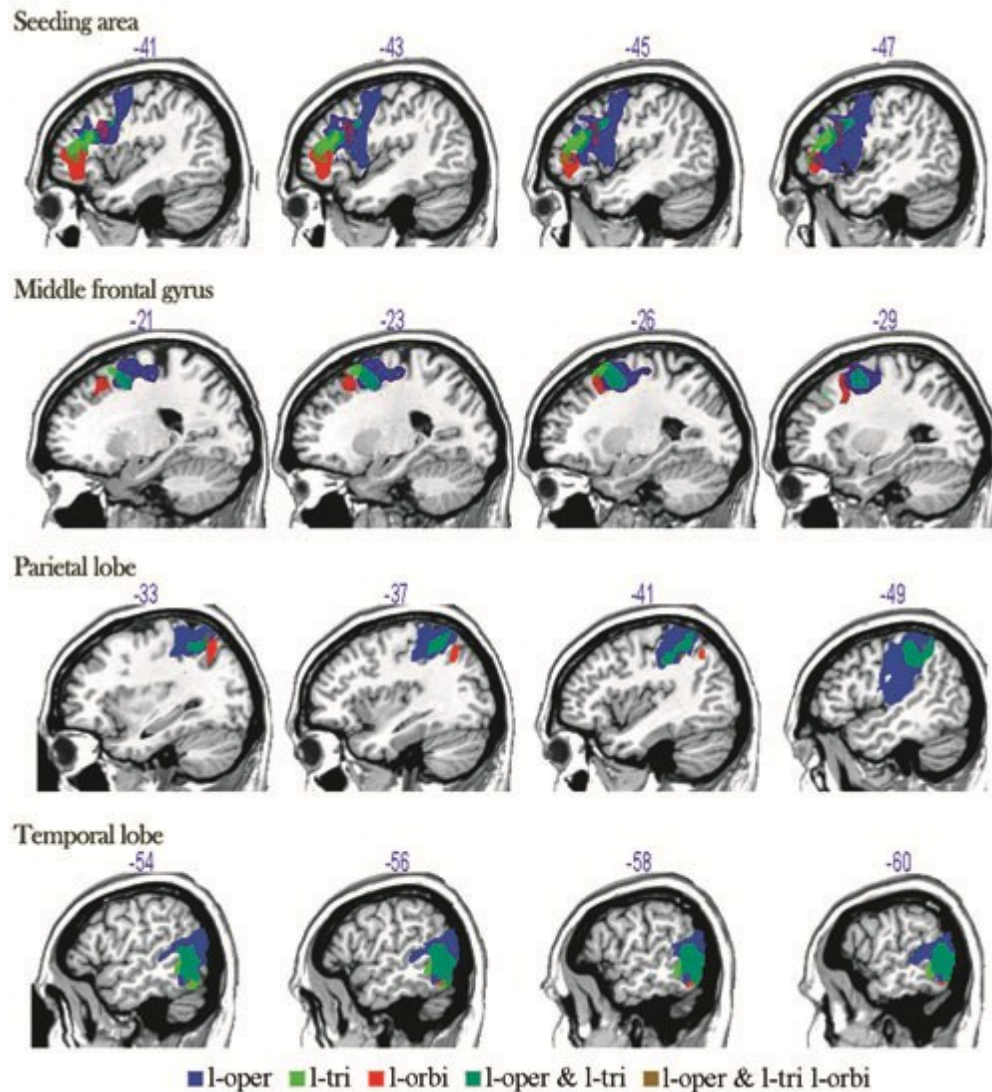 Seeding area
-41 -43 -45 -47
Middle frontal gyrus
-21 -23 -26 -29
Parietal lobe
-33 -37 -41 -49
Temporal lobe
-54 -56 -58 -60
l-oper l-tri l-orbi l-oper & l-tri l-oper & l-tri l-orbi